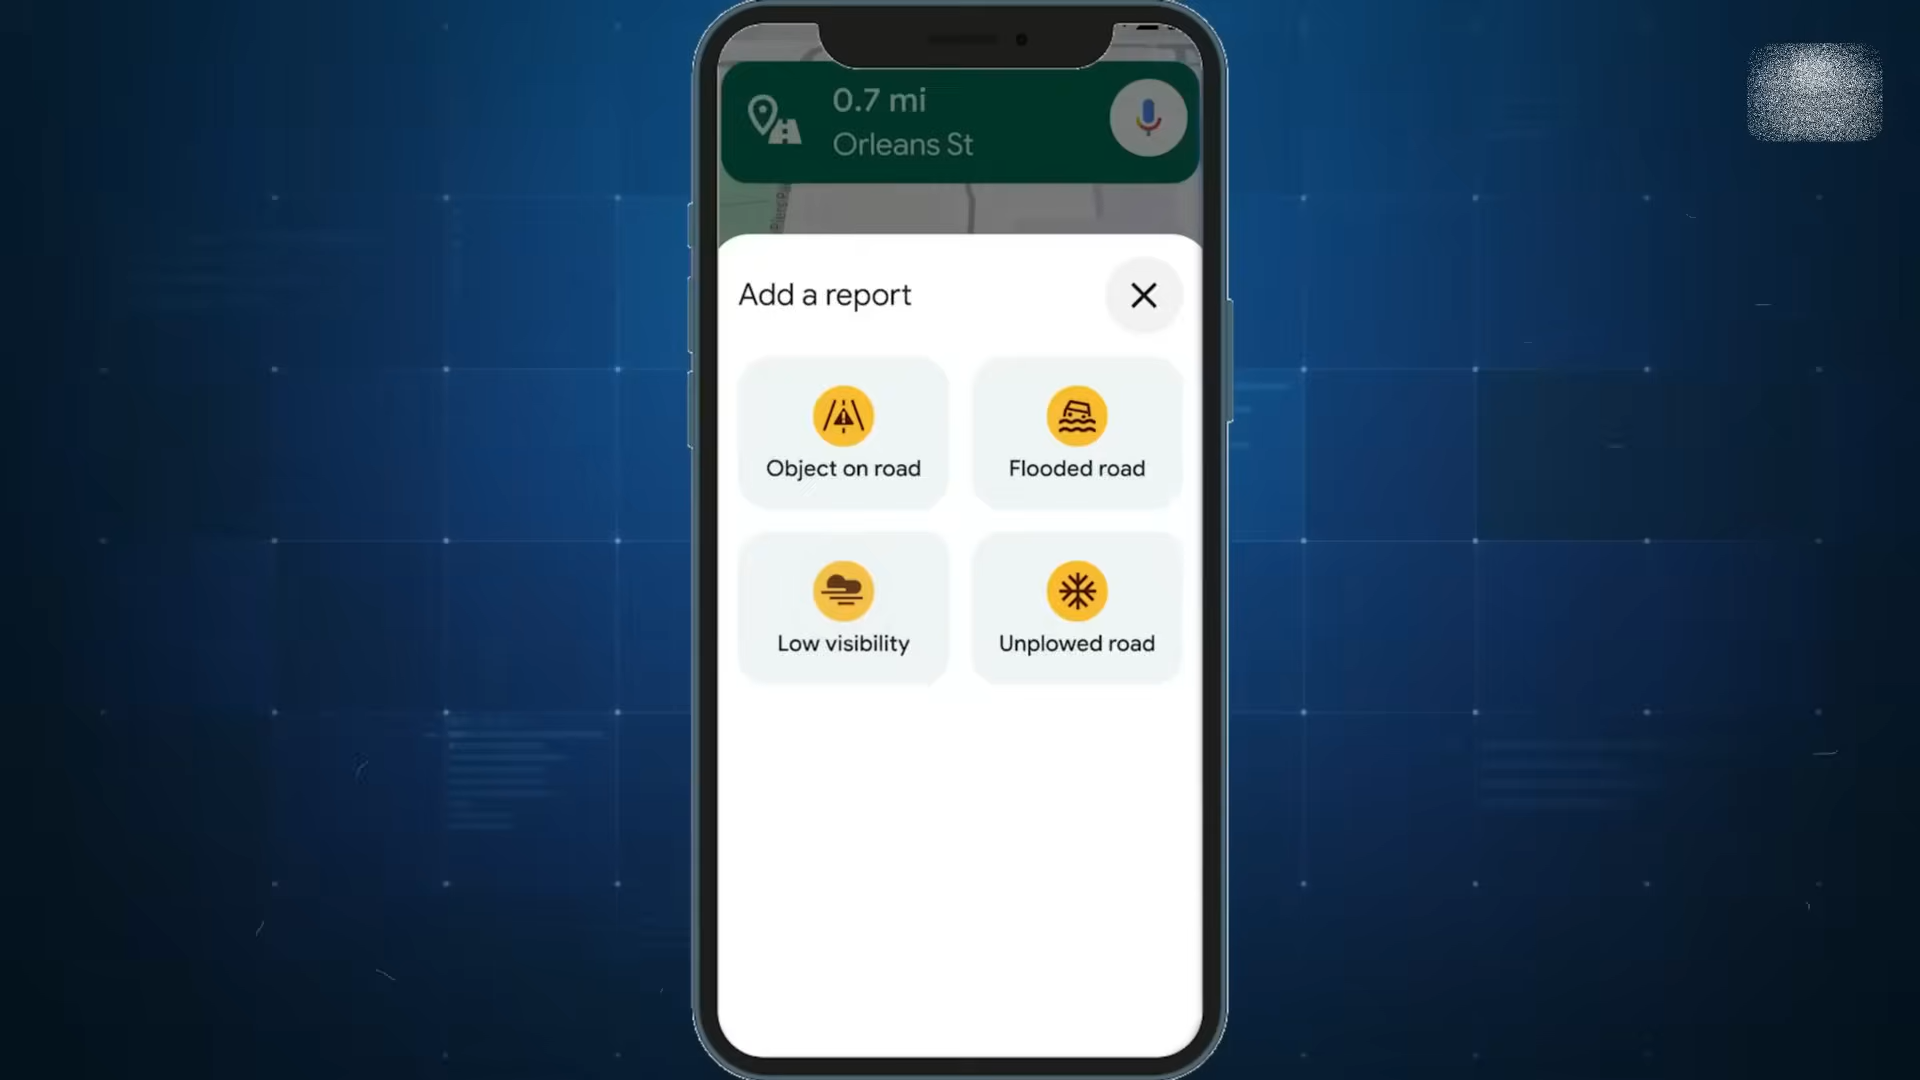 0.7 mi
Orleans St
Add a report
Object on road
Flooded road
Low visibility
Unplowed road